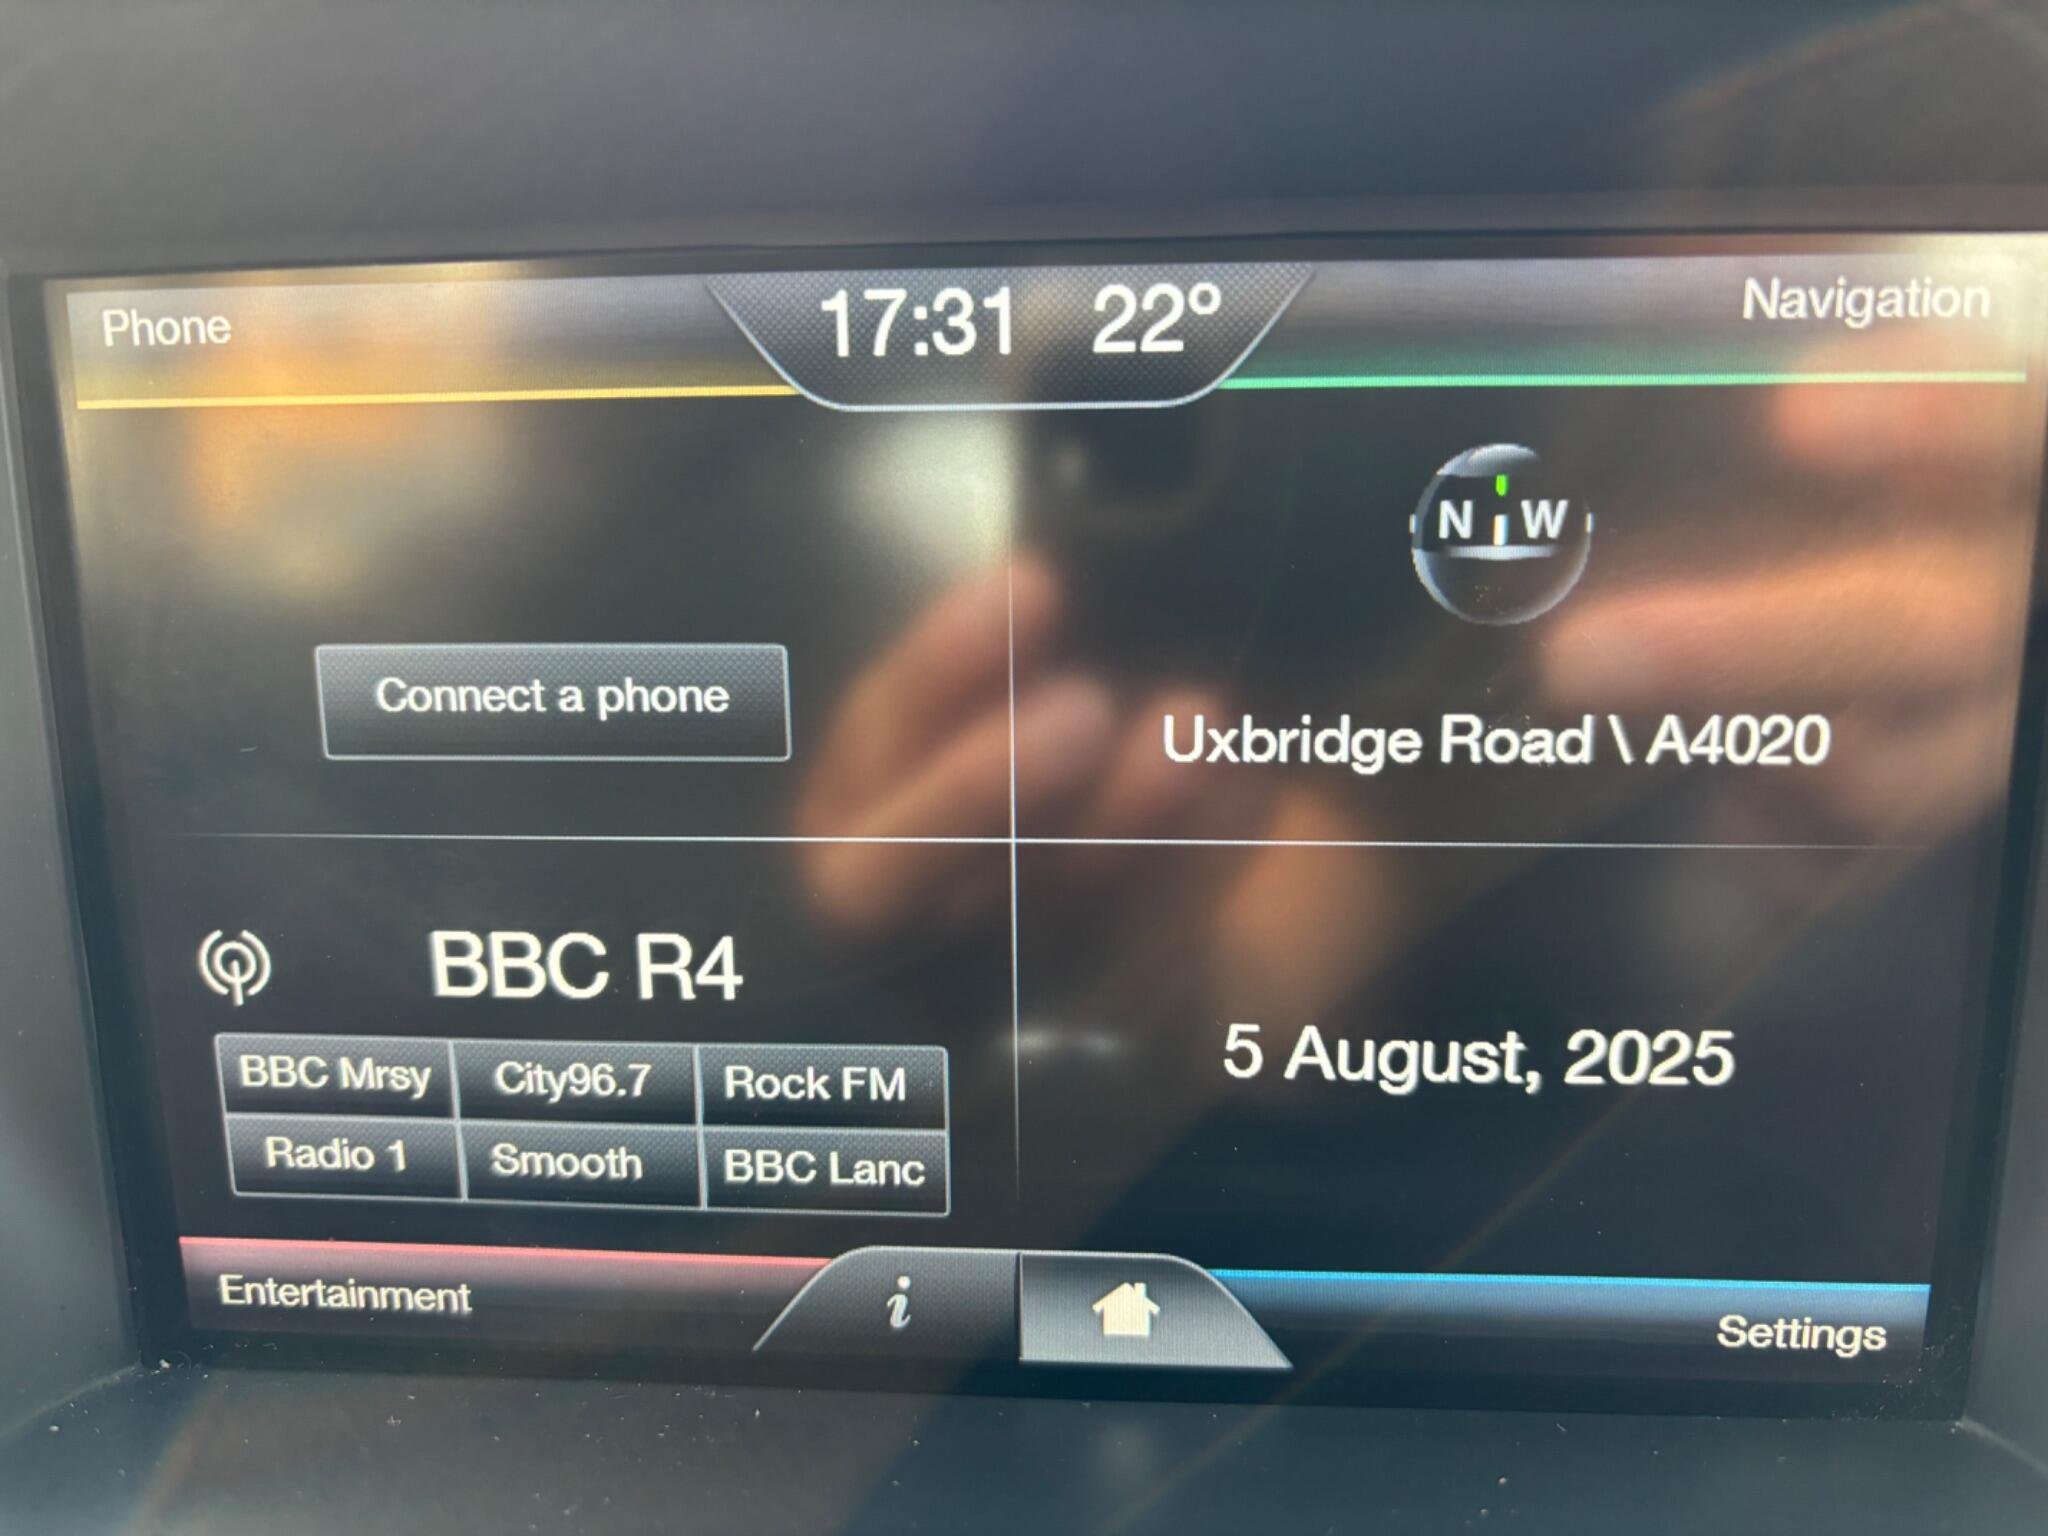 Phone
17:31 22°
Navigation
N W
Connect a phone
Uxbridge Road \ A4020
BBC R4
BBC Mrsy City96.7 Rock FM
Radio 1 Smooth BBC Lanc
5 August, 2025
Entertainment
i
Settings